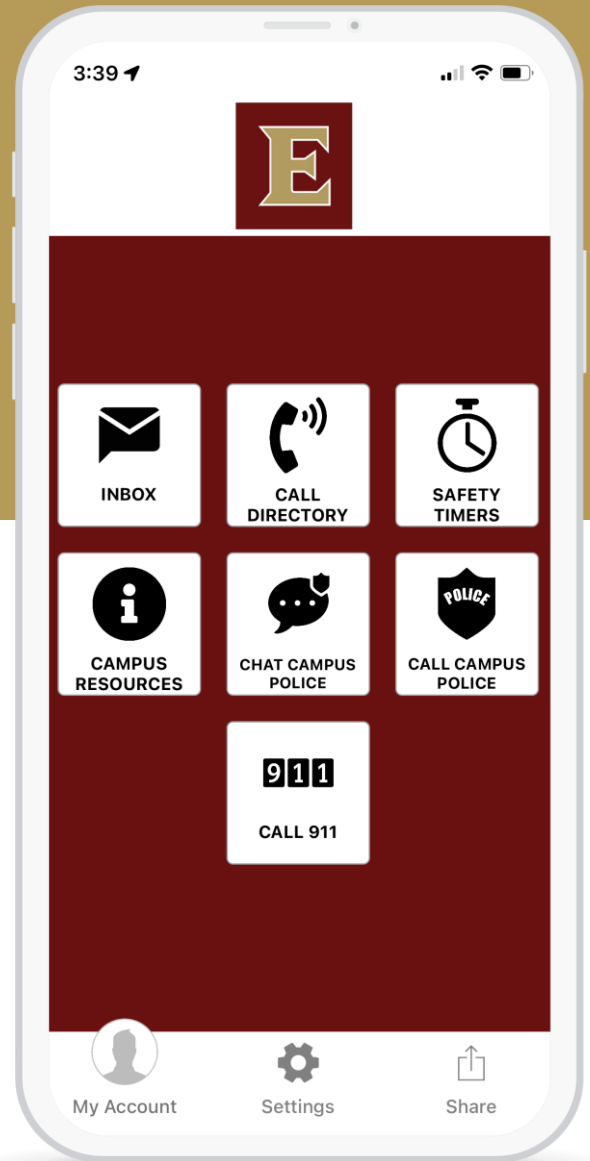 3:39
E
INBOX
CALL
DIRECTORY
SAFETY
TIMERS
CAMPUS
RESOURCES
CHAT CAMPUS
POLICE
POLICE
CALL CAMPUS
POLICE
911
CALL 911
My Account
Settings
Share